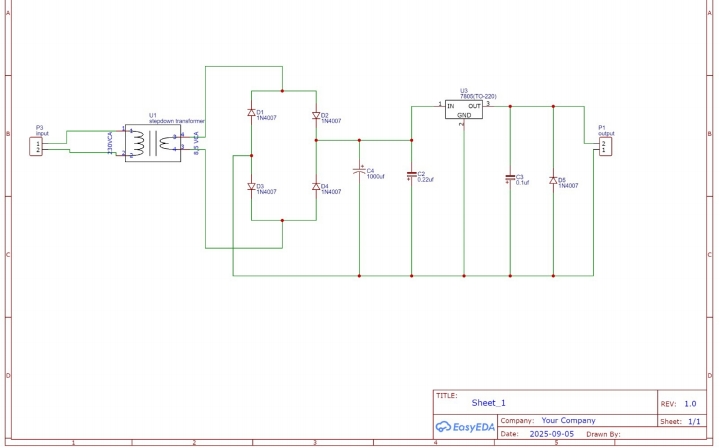 A
A
U3
7805(TO-220)
1
IN
OUT
3
GND
2
D1
1N4007
D2
1N4007
P3
input
1
2
U1
stepdown transformer
230VCA
1
2
8.5 VCA
B
B
P1
output
2
1
C4
1000uf
C2
0.22uf
C3
0.1uf
D5
1N4007
D3
1N4007
D4
1N4007
C
C
D
D
TITLE:
Sheet_1
REV: 1.0
EasyEDA
Company: Your Company
Sheet: 1/1
Date: 2025-09-05 Drawn By:
1
2
3
4
5